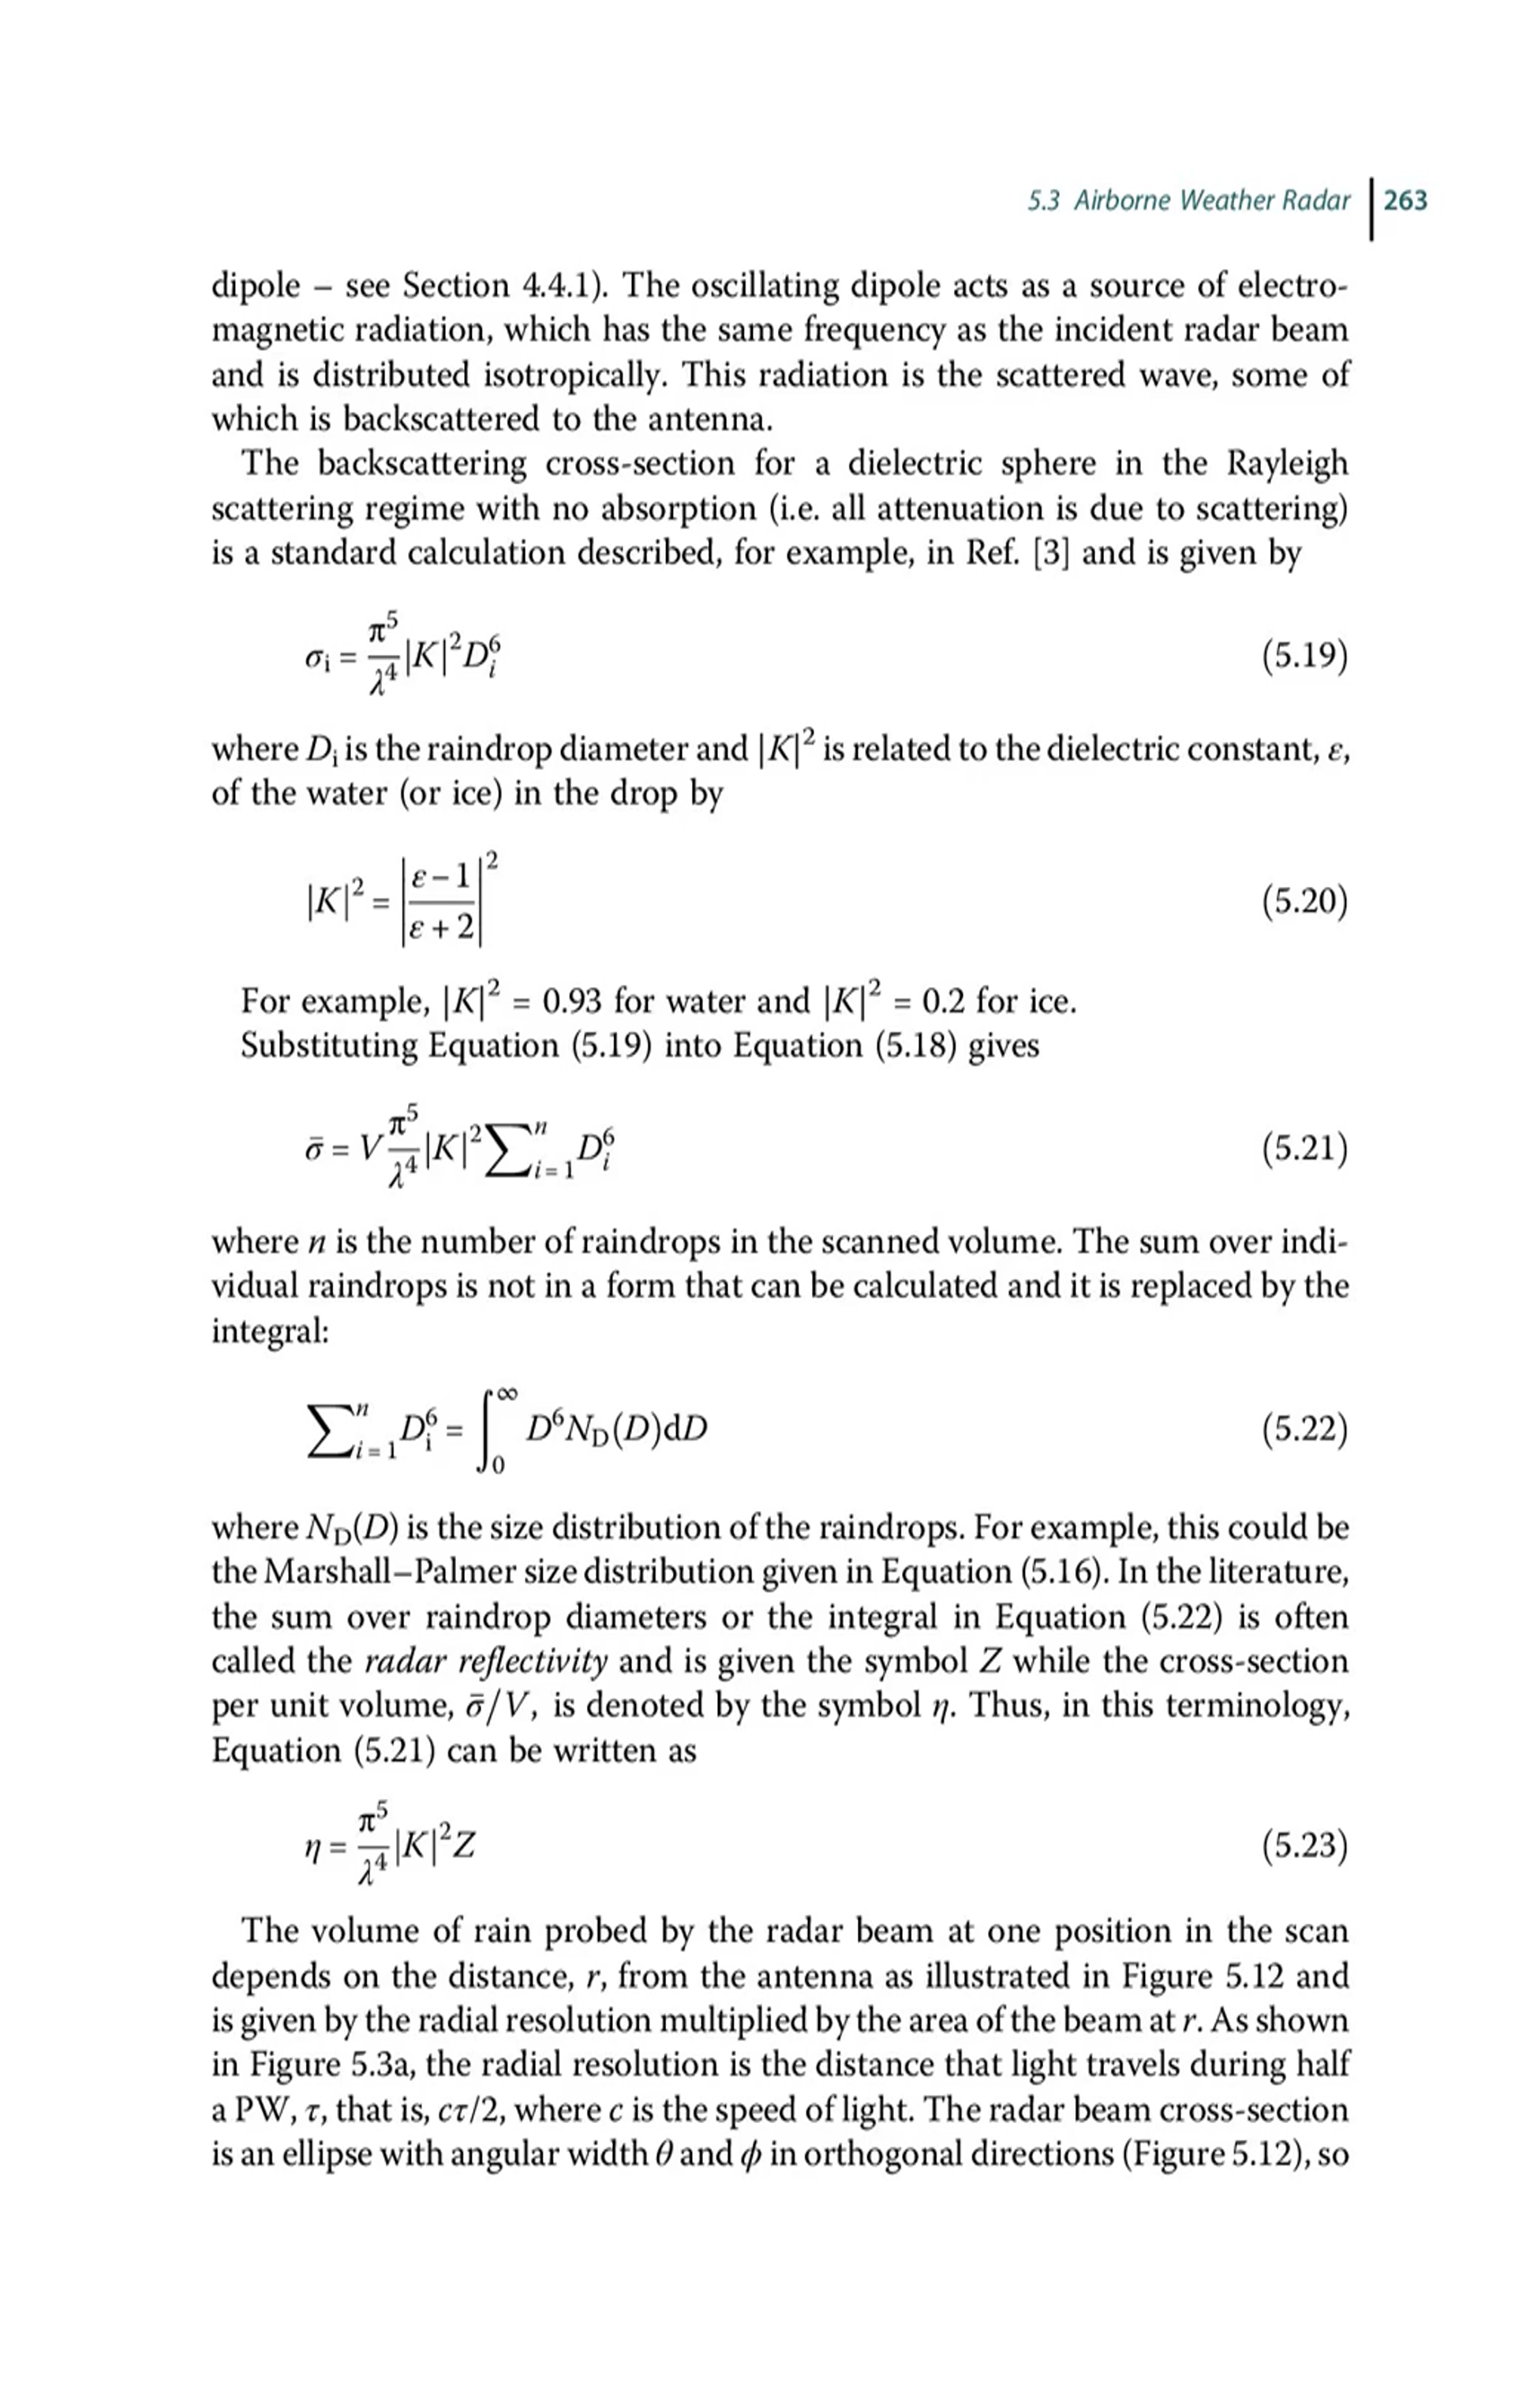 5.3 Airborne Weather Radar | 263
dipole – see Section 4.4.1). The oscillating dipole acts as a source of electro-
magnetic radiation, which has the same frequency as the incident radar beam
and is distributed isotropically. This radiation is the scattered wave, some of
which is backscattered to the antenna.
The backscattering cross-section for a dielectric sphere in the Rayleigh
scattering regime with no absorption (i.e. all attenuation is due to scattering)
is a standard calculation described, for example, in Ref. [3] and is given by
σᵢ = π⁵/λ⁴ |K|² Dᵢ⁶ (5.19)
where Dᵢ is the raindrop diameter and |K|² is related to the dielectric constant, ε,
of the water (or ice) in the drop by
|K|² = |(ε − 1)/(ε + 2)|² (5.20)
For example, |K|² = 0.93 for water and |K|² = 0.2 for ice.
Substituting Equation (5.19) into Equation (5.18) gives
σ̄ = V π⁵/λ⁴ |K|² ∑ⁿᵢ₌₁ Dᵢ⁶ (5.21)
where n is the number of raindrops in the scanned volume. The sum over indi-
vidual raindrops is not in a form that can be calculated and it is replaced by the
integral:
∑ⁿᵢ₌₁ Dᵢ⁶ = ∫₀^∞ D⁶N_D(D)dD (5.22)
where N_D(D) is the size distribution of the raindrops. For example, this could be
the Marshall–Palmer size distribution given in Equation (5.16). In the literature,
the sum over raindrop diameters or the integral in Equation (5.22) is often
called the radar reflectivity and is given the symbol Z while the cross-section
per unit volume, σ̄/V, is denoted by the symbol η. Thus, in this terminology,
Equation (5.21) can be written as
η = π⁵/λ⁴ |K|² Z (5.23)
The volume of rain probed by the radar beam at one position in the scan
depends on the distance, r, from the antenna as illustrated in Figure 5.12 and
is given by the radial resolution multiplied by the area of the beam at r. As shown
in Figure 5.3a, the radial resolution is the distance that light travels during half
a PW, τ, that is, cτ/2, where c is the speed of light. The radar beam cross-section
is an ellipse with angular width θ and ϕ in orthogonal directions (Figure 5.12), so